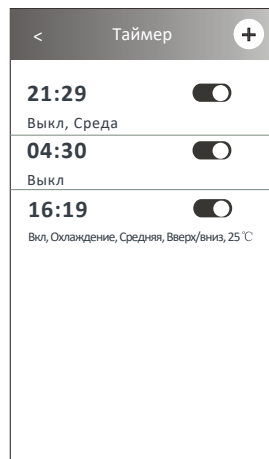 < Таймер +
21:29
Выкл, Среда
04:30
Выкл
16:19
Вкл, Охлаждение, Средняя, Вверх/вниз, 25 ℃